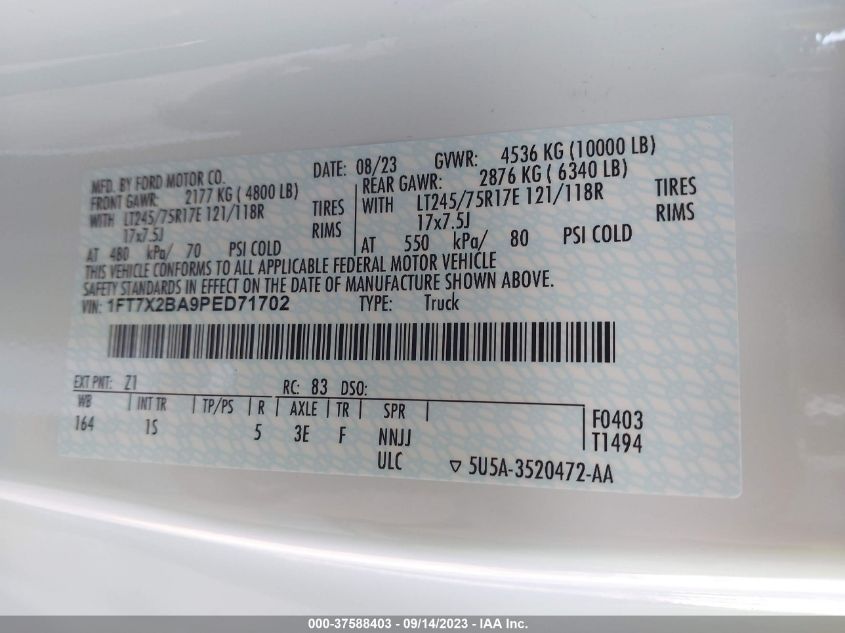 MFD. BY FORD MOTOR CO. DATE: 08/23 GVWR: 4536 KG (10000 LB)
FRONT GAWR: 2177 KG ( 4800 LB) REAR GAWR: 2876 KG ( 6340 LB)
WITH LT245/75R17E 121/118R TIRES WITH LT245/75R17E 121/118R TIRES
17x7.5J RIMS 17x7.5J RIMS
AT 480 kPa/ 70 PSI COLD AT 550 kPa/ 80 PSI COLD
THIS VEHICLE CONFORMS TO ALL APPLICABLE FEDERAL MOTOR VEHICLE
SAFETY STANDARDS IN EFFECT ON THE DATE OF MANUFACTURE SHOWN ABOVE.
VIN: 1FT7X2BA9PED71702 TYPE: Truck
EXT PNT: Z1 RC: 83 DSO:
WB INT TR TP/PS R AXLE TR SPR
164 1S 5 3E F NNJJ
ULC
F0403
T1494
5U5A-3520472-AA
000-37588403 - 09/14/2023 - US/Eastern